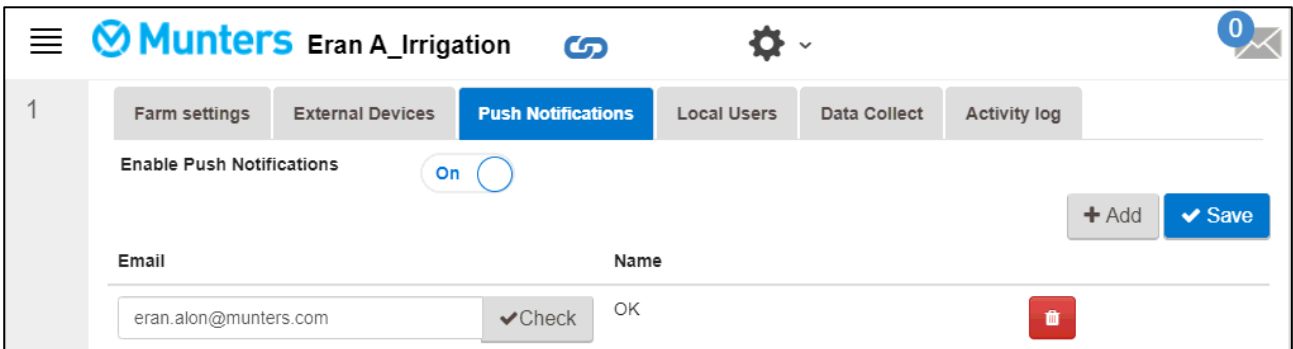 Munters Eran A_Irrigation 0
1
Farm settings External Devices Push Notifications Local Users Data Collect Activity log
Enable Push Notifications On
Add Save
Email Name
eran.alon@munters.com Check OK